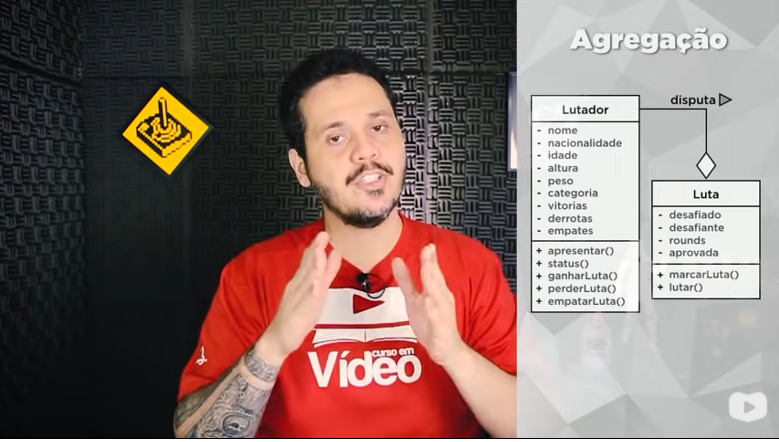 Agregação
disputa
Lutador
- nome
- nacionalidade
- idade
- altura
- peso
- categoria
- vitorias
- derrotas
- empates
+ apresentar()
+ status()
+ ganharLuta()
+ perderLuta()
+ empatarLuta()
Luta
- desafiado
- desafiante
- rounds
- aprovada
+ marcarLuta()
+ lutar()
curso em
Vídeo